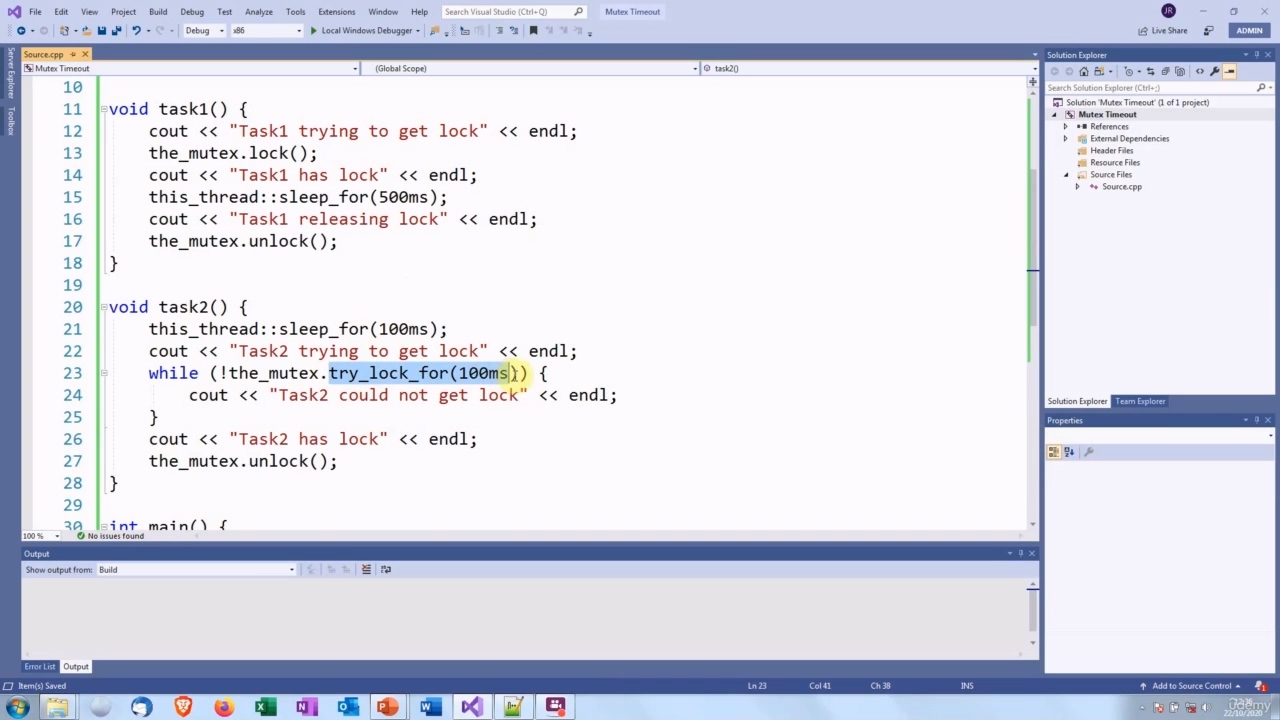 File Edit View Project Build Debug Test Analyze Tools Extensions Window Help Search Visual Studio (Ctrl+Q) Mutex Timeout JR
Debug x86 Local Windows Debugger Live Share ADMIN
Server Explorer
Toolbox
Source.cpp
Mutex Timeout (Global Scope) task2()
10
11 void task1() {
12 cout << "Task1 trying to get lock" << endl;
13 the_mutex.lock();
14 cout << "Task1 has lock" << endl;
15 this_thread::sleep_for(500ms);
16 cout << "Task1 releasing lock" << endl;
17 the_mutex.unlock();
18 }
19
20 void task2() {
21 this_thread::sleep_for(100ms);
22 cout << "Task2 trying to get lock" << endl;
23 while (!the_mutex.try_lock_for(100ms)) {
24 cout << "Task2 could not get lock" << endl;
25 }
26 cout << "Task2 has lock" << endl;
27 the_mutex.unlock();
28 }
29
30 int main() {
100 % No issues found
Output
Show output from: Build
Error List Output
Solution Explorer
Search Solution Explorer (Ctrl+;)
Solution 'Mutex Timeout' (1 of 1 project)
Mutex Timeout
References
External Dependencies
Header Files
Resource Files
Source Files
Source.cpp
Solution Explorer Team Explorer
Properties
Item(s) Saved Ln 23 Col 41 Ch 38 INS Add to Source Control 1
22/10/2020
udemy